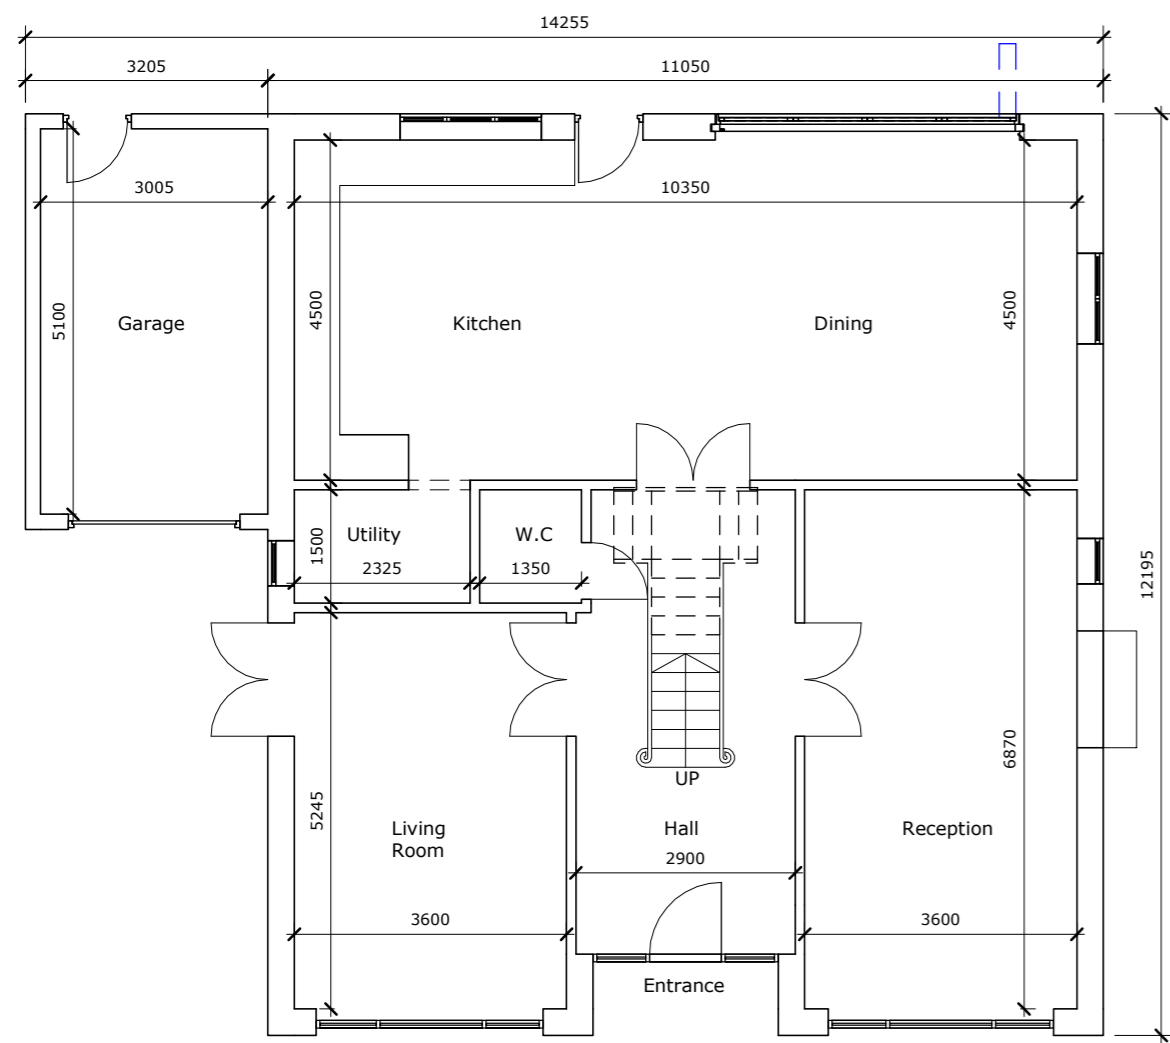 14255
3205
11050
3005
10350
5100
4500
4500
Garage
Kitchen
Dining
Utility
W.C
1500
2325
1350
12195
6870
UP
5245
Living
Room
Hall
Reception
2900
3600
3600
Entrance